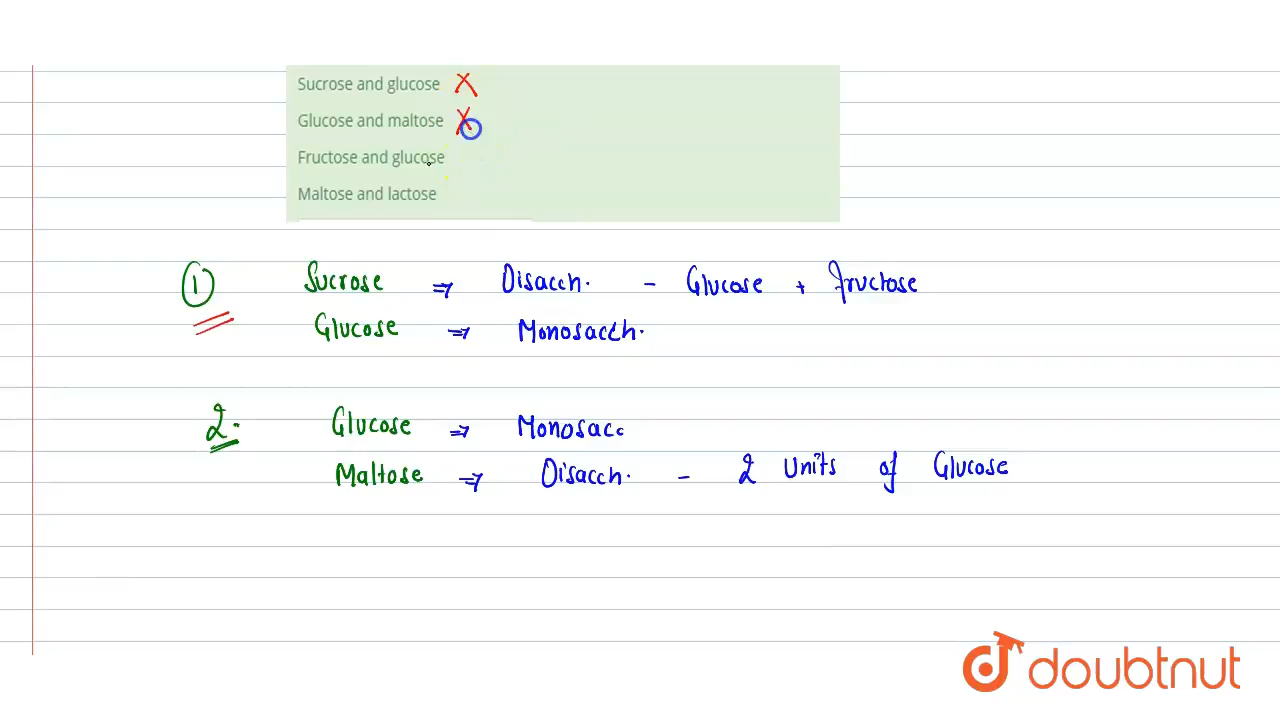 Sucrose and glucose X
Glucose and maltose X
Fructose and glucose
Maltose and lactose
1 Sucrose ⇒ Disacch. - Glucose + Fructose
Glucose ⇒ Monosacch.
2. Glucose ⇒ Monosacc
Maltose ⇒ Disacch. - 2 Units of Glucose
doubtnut